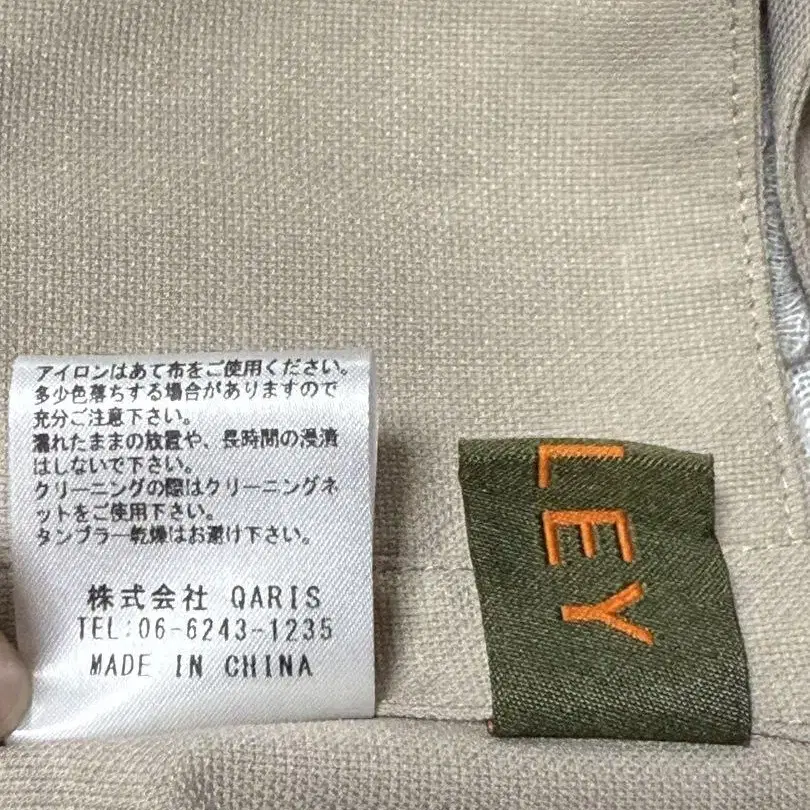 アイロンはあて布をご使用ください。
多少色落ちする場合がありますので
充分ご注意下さい。
濡れたままの放置や、長時間の浸漬
はしないで下さい。
クリーニングの際はクリーニングネ
ットをご使用下さい。
タンブラー乾燥はお避け下さい。
株式会社 QARIS
TEL:06-6243-1235
MADE IN CHINA
LEY